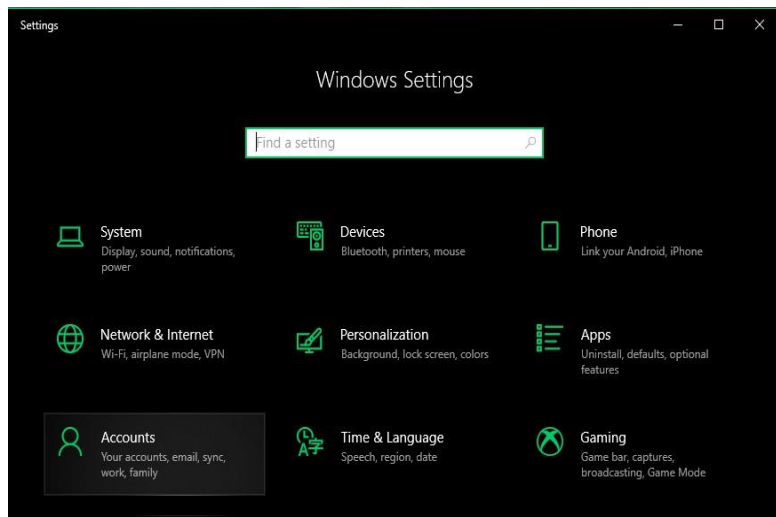 Settings
Windows Settings
Find a setting
System
Display, sound, notifications,
power
Devices
Bluetooth, printers, mouse
Phone
Link your Android, iPhone
Network & Internet
Wi-Fi, airplane mode, VPN
Personalization
Background, lock screen, colors
Apps
Uninstall, defaults, optional
features
Accounts
Your accounts, email, sync,
work, family
Time & Language
Speech, region, date
Gaming
Game bar, captures,
broadcasting, Game Mode